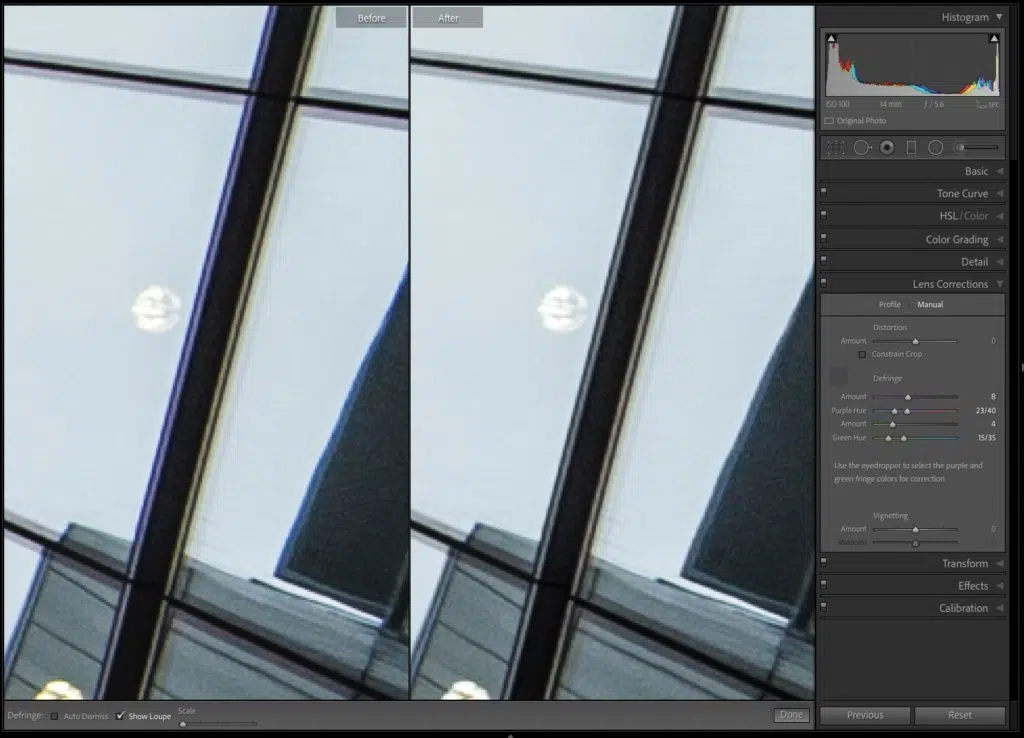 Before
After
Histogram
ISO 100 14 mm ƒ / 5.6
Original Photo
Basic
Tone Curve
HSL / Color
Color Grading
Detail
Lens Corrections
Profile Manual
Distortion
Amount 0
Constrain Crop
Defringe
Amount 8
Purple Hue 23/40
Amount 4
Green Hue 15/35
Use the eyedropper to select the purple and
green fringe colors for correction
Vignetting
Amount 0
Midpoint
Transform
Effects
Calibration
Defringe: Auto Dismiss Show Loupe Scale Done
Previous Reset